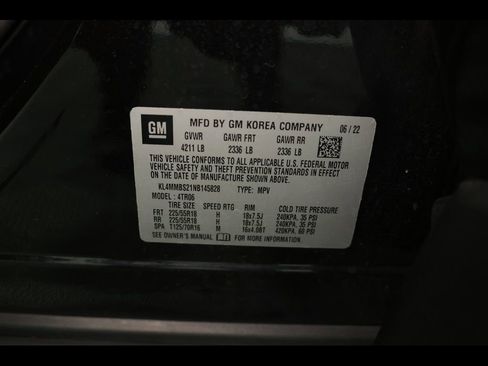 GM
MFD BY GM KOREA COMPANY 06 / 22
GVWR GAWR FRT GAWR RR
4211 LB 2336 LB 2336 LB
THIS VEHICLE CONFORMS TO ALL APPLICABLE U.S. FEDERAL MOTOR
VEHICLE SAFETY AND THEFT PREVENTION STANDARDS IN EFFECT
ON THE DATE OF MANUFACTURE SHOWN ABOVE.
KL4MMBS21NB145828 TYPE: MPV
MODEL: 4TR06
TIRE SIZE SPEED RTG RIM COLD TIRE PRESSURE
FRT 225/55R18 H 18x7.5J 240KPA, 35 PSI
RR 225/55R18 H 18x7.5J 240KPA, 35 PSI
SPA T125/70R16 M 16x4.0BT 420KPA, 60 PSI
SEE OWNER'S MANUAL